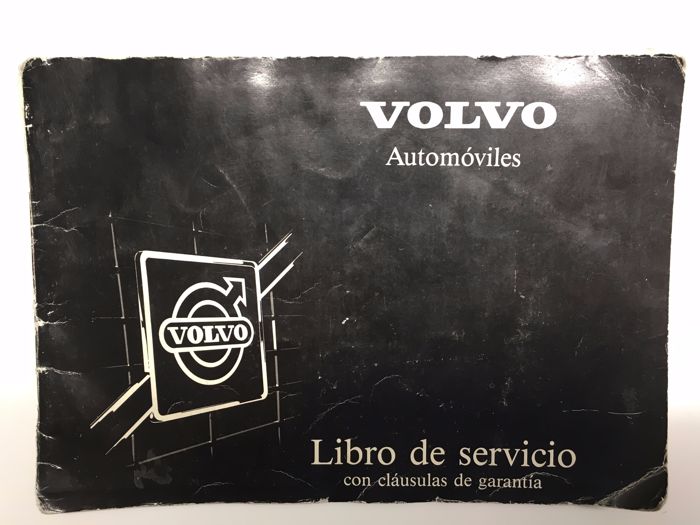 VOLVO
Automóviles
VOLVO
Libro de servicio
con cláusulas de garantía